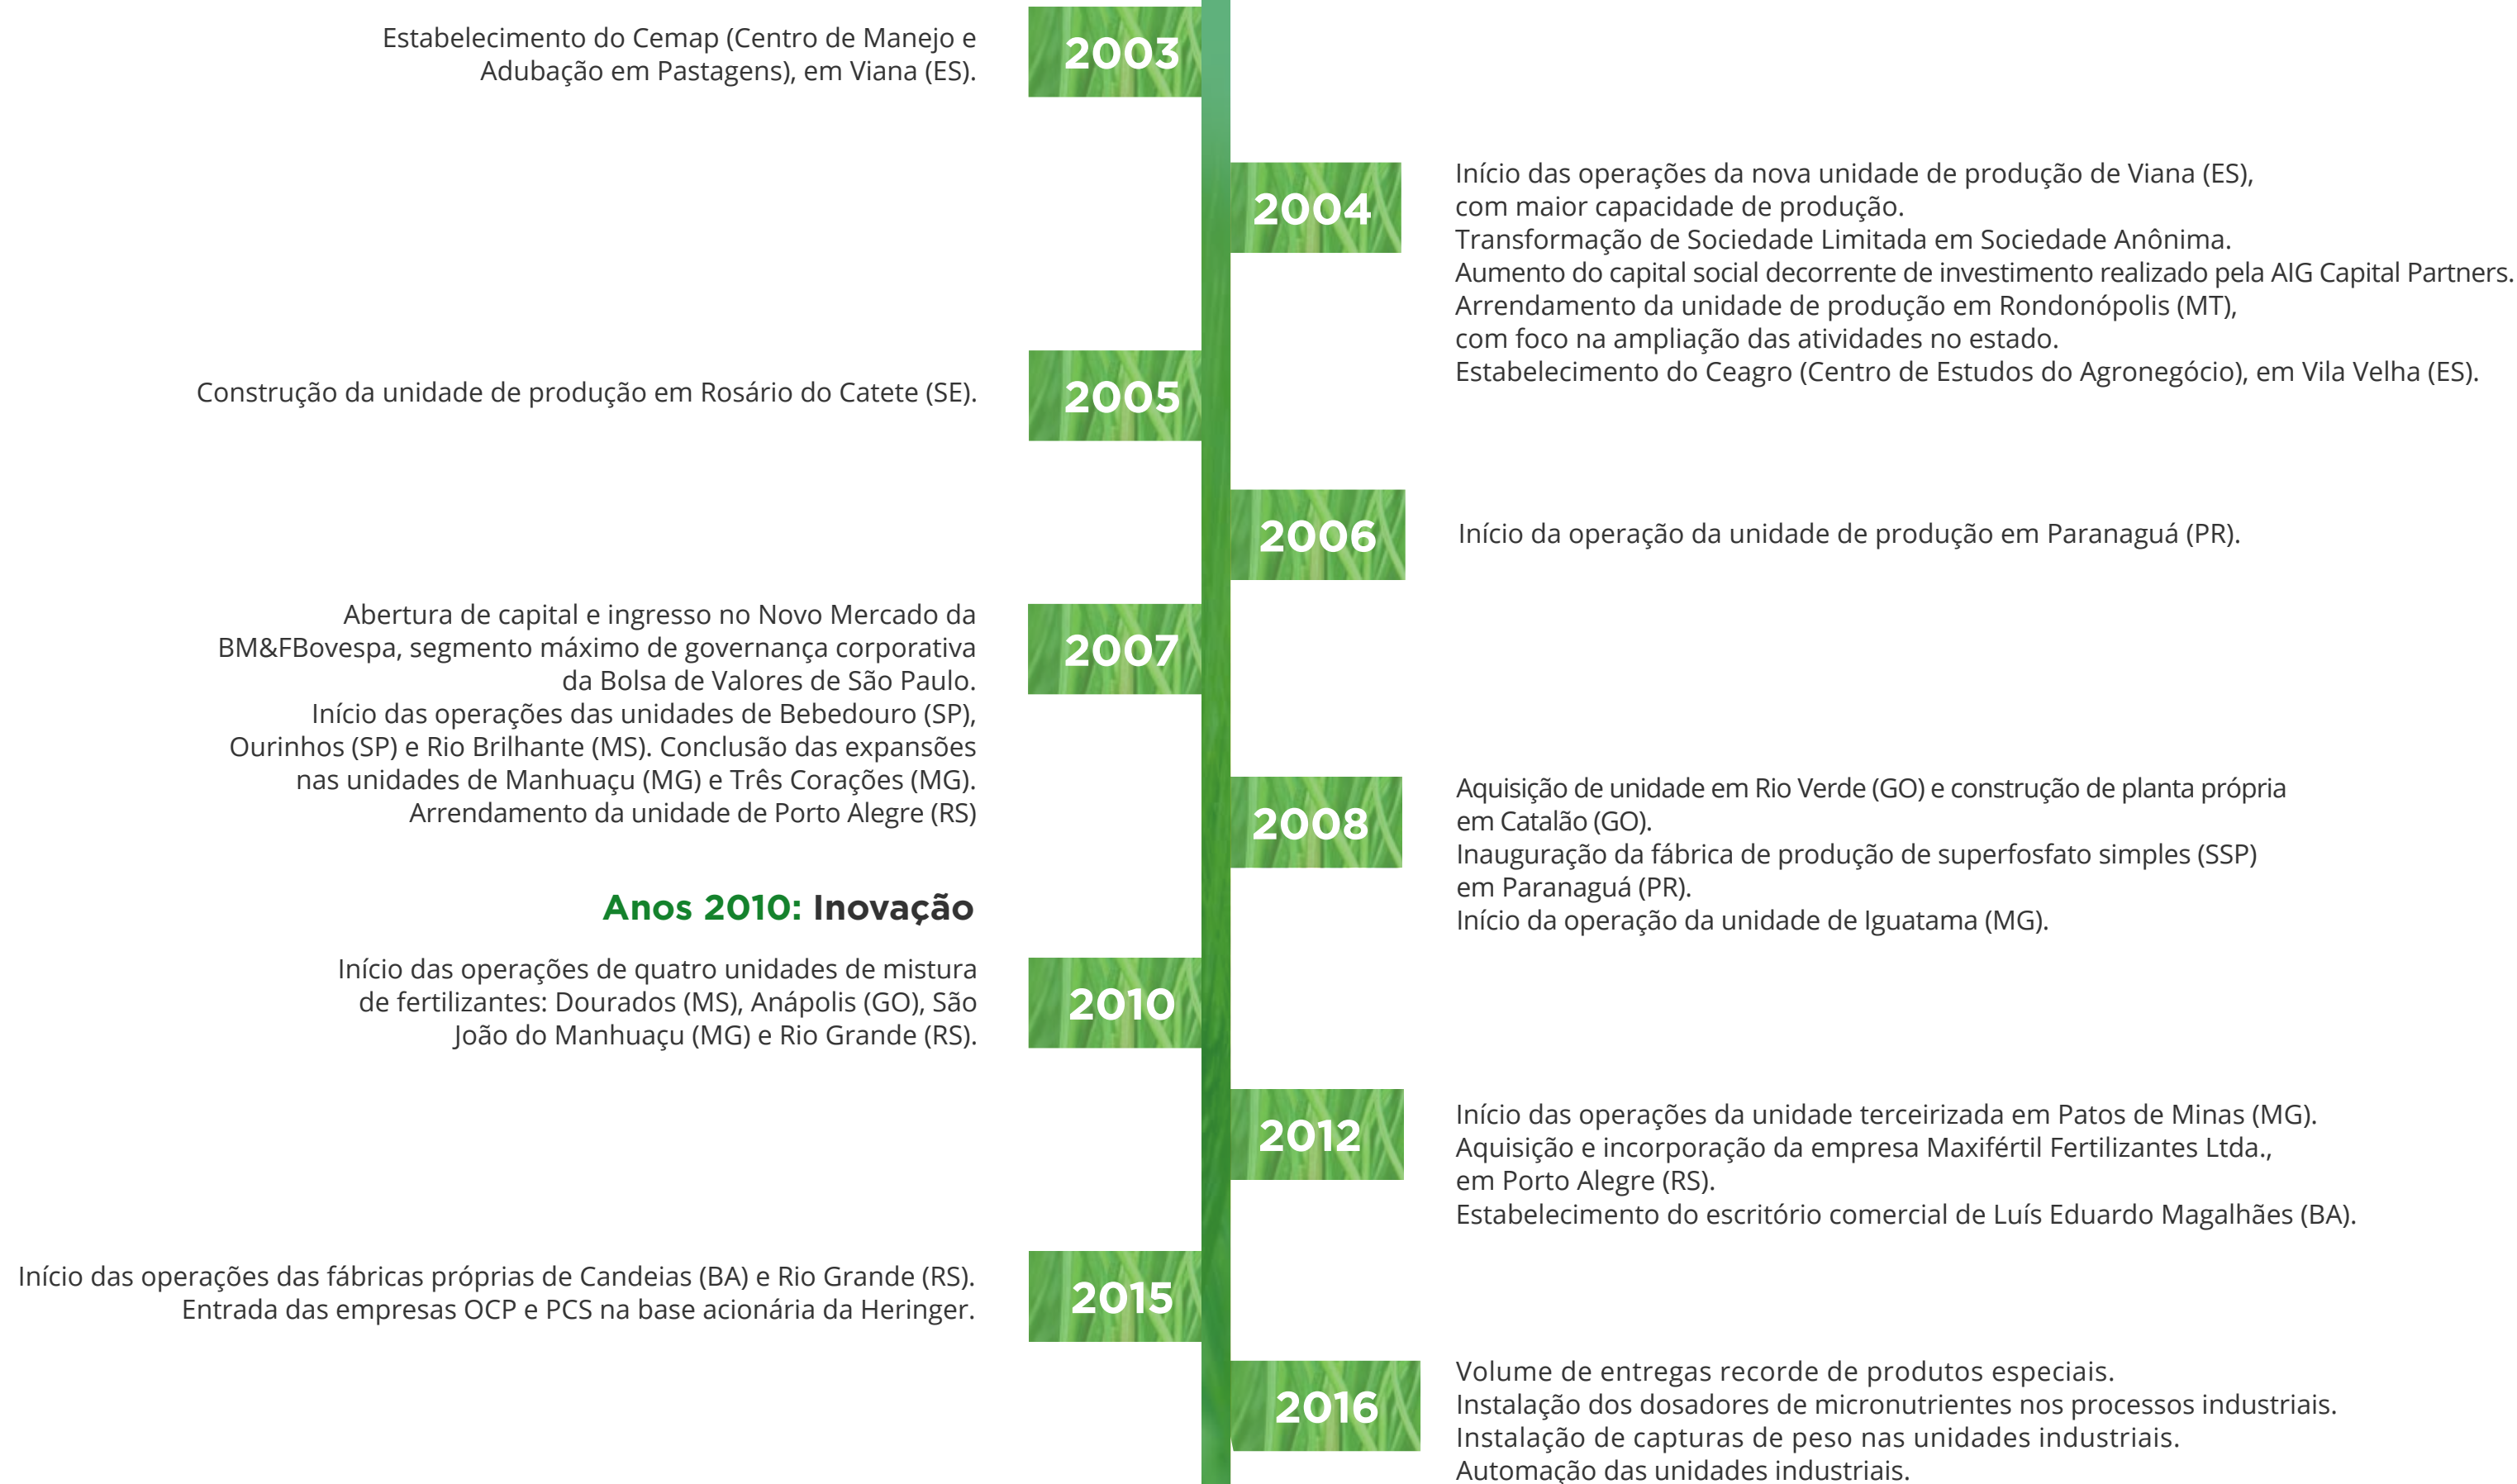 2003
Estabelecimento do Cemap (Centro de Manejo e
Adubação em Pastagens), em Viana (ES).
2004
Início das operações da nova unidade de produção de Viana (ES),
com maior capacidade de produção.
Transformação de Sociedade Limitada em Sociedade Anônima.
Aumento do capital social decorrente de investimento realizado pela AIG Capital Partners.
Arrendamento da unidade de produção em Rondonópolis (MT),
com foco na ampliação das atividades no estado.
Estabelecimento do Ceagro (Centro de Estudos do Agronegócio), em Vila Velha (ES).
2005
Construção da unidade de produção em Rosário do Catete (SE).
2006
Início da operação da unidade de produção em Paranaguá (PR).
2007
Abertura de capital e ingresso no Novo Mercado da
BM&FBovespa, segmento máximo de governança corporativa
da Bolsa de Valores de São Paulo.
Início das operações das unidades de Bebedouro (SP),
Ourinhos (SP) e Rio Brilhante (MS). Conclusão das expansões
nas unidades de Manhuaçu (MG) e Três Corações (MG).
Arrendamento da unidade de Porto Alegre (RS)
2008
Aquisição de unidade em Rio Verde (GO) e construção de planta própria
em Catalão (GO).
Inauguração da fábrica de produção de superfosfato simples (SSP)
em Paranaguá (PR).
Início da operação da unidade de Iguatama (MG).
Anos 2010: Inovação
2010
Início das operações de quatro unidades de mistura
de fertilizantes: Dourados (MS), Anápolis (GO), São
João do Manhuaçu (MG) e Rio Grande (RS).
2012
Início das operações da unidade terceirizada em Patos de Minas (MG).
Aquisição e incorporação da empresa Maxifértil Fertilizantes Ltda.,
em Porto Alegre (RS).
Estabelecimento do escritório comercial de Luís Eduardo Magalhães (BA).
2015
Início das operações das fábricas próprias de Candeias (BA) e Rio Grande (RS).
Entrada das empresas OCP e PCS na base acionária da Heringer.
2016
Volume de entregas recorde de produtos especiais.
Instalação dos dosadores de micronutrientes nos processos industriais.
Instalação de capturas de peso nas unidades industriais.
Automação das unidades industriais.